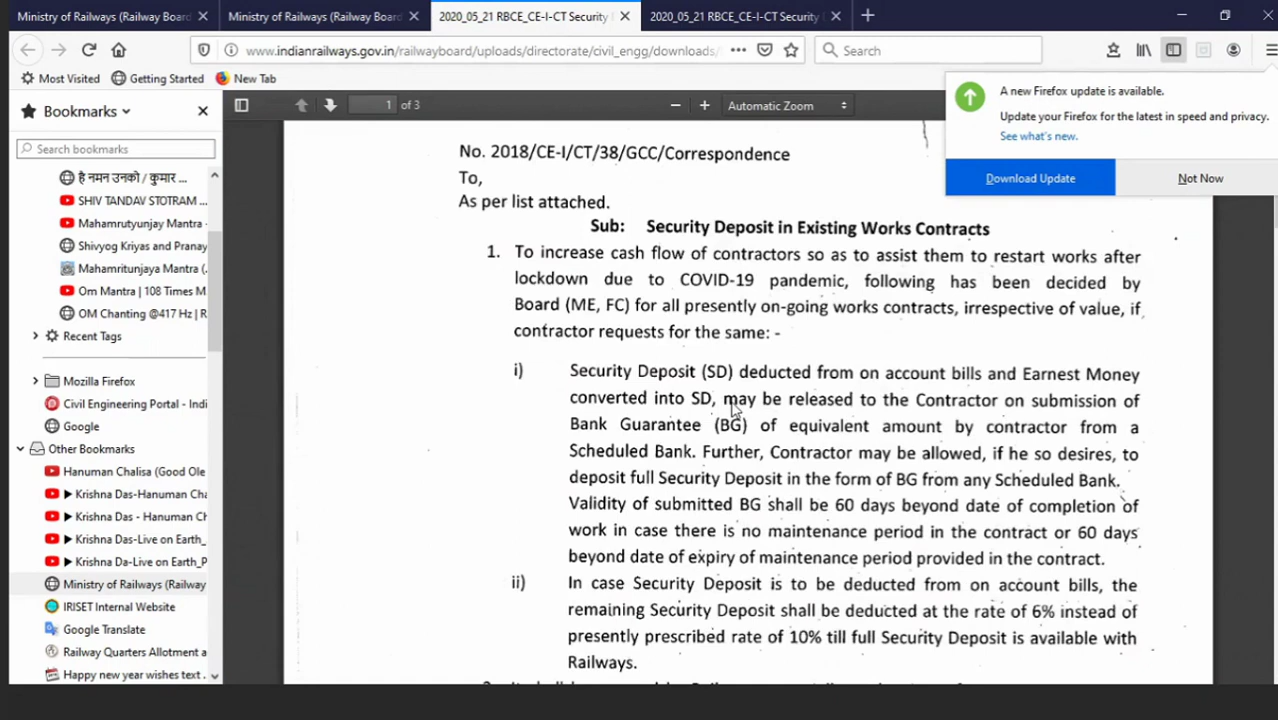 Ministry of Railways (Railway Board
Ministry of Railways (Railway Board
2020_05_21 RBCE_CE-I-CT Security
2020_05_21 RBCE_CE-I-CT Security
www.indianrailways.gov.in/railwayboard/uploads/directorate/civil_engg/downloads/
Search
Most Visited
Getting Started
New Tab
A new Firefox update is available.
Update your Firefox for the latest in speed and privacy.
See what's new.
Download Update
Not Now
Bookmarks
Search bookmarks
है नमन उनको / कुमार ...
SHIV TANDAV STOTRAM ...
Mahamrutyunjay Mantra -
Shivyog Kriyas and Pranay
Mahamritunjaya Mantra (
Om Mantra | 108 Times M
OM Chanting @417 Hz | R
Recent Tags
Mozilla Firefox
Civil Engineering Portal - Indi
Google
Other Bookmarks
Hanuman Chalisa (Good Ole
Krishna Das-Hanuman Cha
Krishna Das - Hanuman Ch
Krishna Das-Live on Earth_
Krishna Da-Live on Earth_P
Ministry of Railways (Railway
IRISET Internal Website
Google Translate
Railway Quarters Allotment a
Happy new year wishes text
1 of 3
Automatic Zoom
No. 2018/CE-I/CT/38/GCC/Correspondence
To,
As per list attached.
Sub: Security Deposit in Existing Works Contracts
1. To increase cash flow of contractors so as to assist them to restart works after
lockdown due to COVID-19 pandemic, following has been decided by
Board (ME, FC) for all presently on-going works contracts, irrespective of value, if
contractor requests for the same: -
i) Security Deposit (SD) deducted from on account bills and Earnest Money
converted into SD, may be released to the Contractor on submission of
Bank Guarantee (BG) of equivalent amount by contractor from a
Scheduled Bank. Further, Contractor may be allowed, if he so desires, to
deposit full Security Deposit in the form of BG from any Scheduled Bank.
Validity of submitted BG shall be 60 days beyond date of completion of
work in case there is no maintenance period in the contract or 60 days
beyond date of expiry of maintenance period provided in the contract.
ii) In case Security Deposit is to be deducted from on account bills, the
remaining Security Deposit shall be deducted at the rate of 6% instead of
presently prescribed rate of 10% till full Security Deposit is available with
Railways.